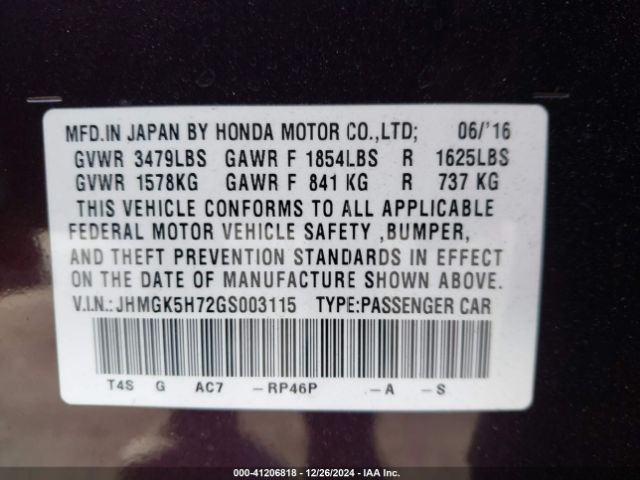 MFD.IN JAPAN BY HONDA MOTOR CO.,LTD; 06/'16
GVWR 3479LBS GAWR F 1854LBS R 1625LBS
GVWR 1578KG GAWR F 841 KG R 737 KG
THIS VEHICLE CONFORMS TO ALL APPLICABLE
FEDERAL MOTOR VEHICLE SAFETY ,BUMPER,
AND THEFT PREVENTION STANDARDS IN EFFECT
ON THE DATE OF MANUFACTURE SHOWN ABOVE.
V.I.N.:JHMGK5H72GS003115 TYPE:PASSENGER CAR
T4S G AC7 -RP46P -A -S
000-41206818 - 12/26/2024 - IAA Inc.